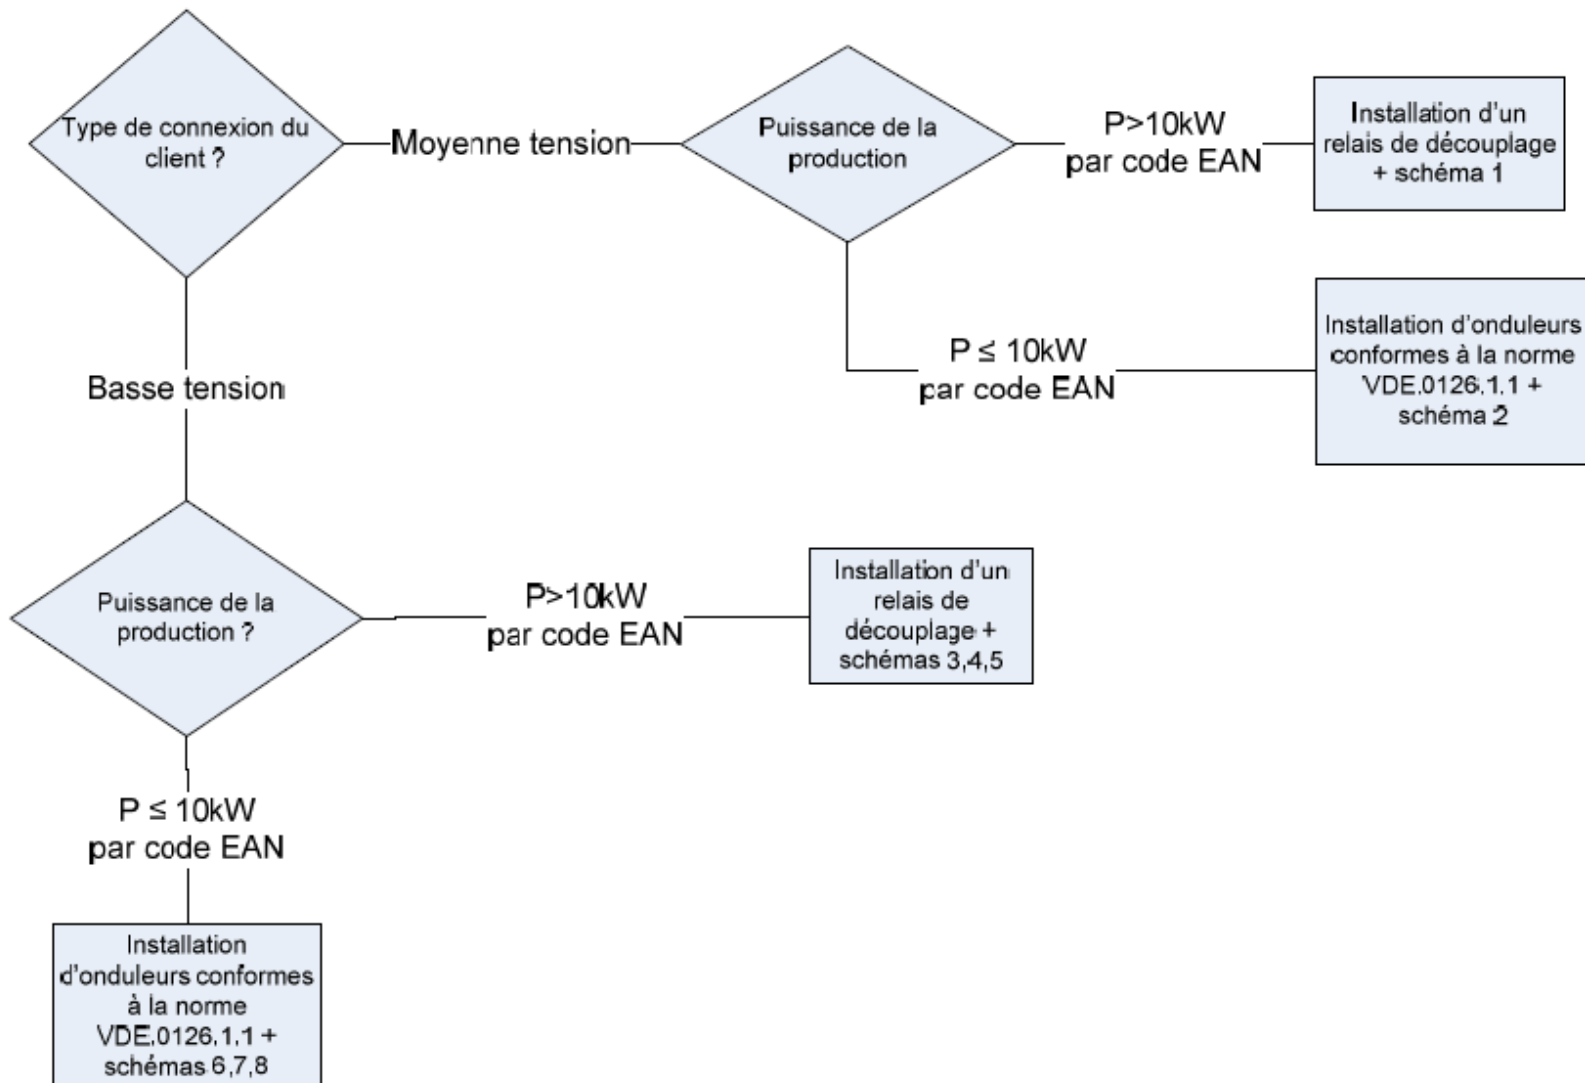 Type de connexion du
client ?
Moyenne tension
Puissance de la
production
P>10kW
par code EAN
Installation d'un
relais de découplage
+ schéma 1
P ≤ 10kW
par code EAN
Installation d'onduleurs
conformes à la norme
VDE.0126.1.1 +
schéma 2
Basse tension
Puissance de la
production ?
P>10kW
par code EAN
Installation d'un
relais de
découplage +
schémas 3,4,5
P ≤ 10kW
par code EAN
Installation
d'onduleurs conformes
à la norme
VDE.0126.1.1 +
schémas 6,7,8